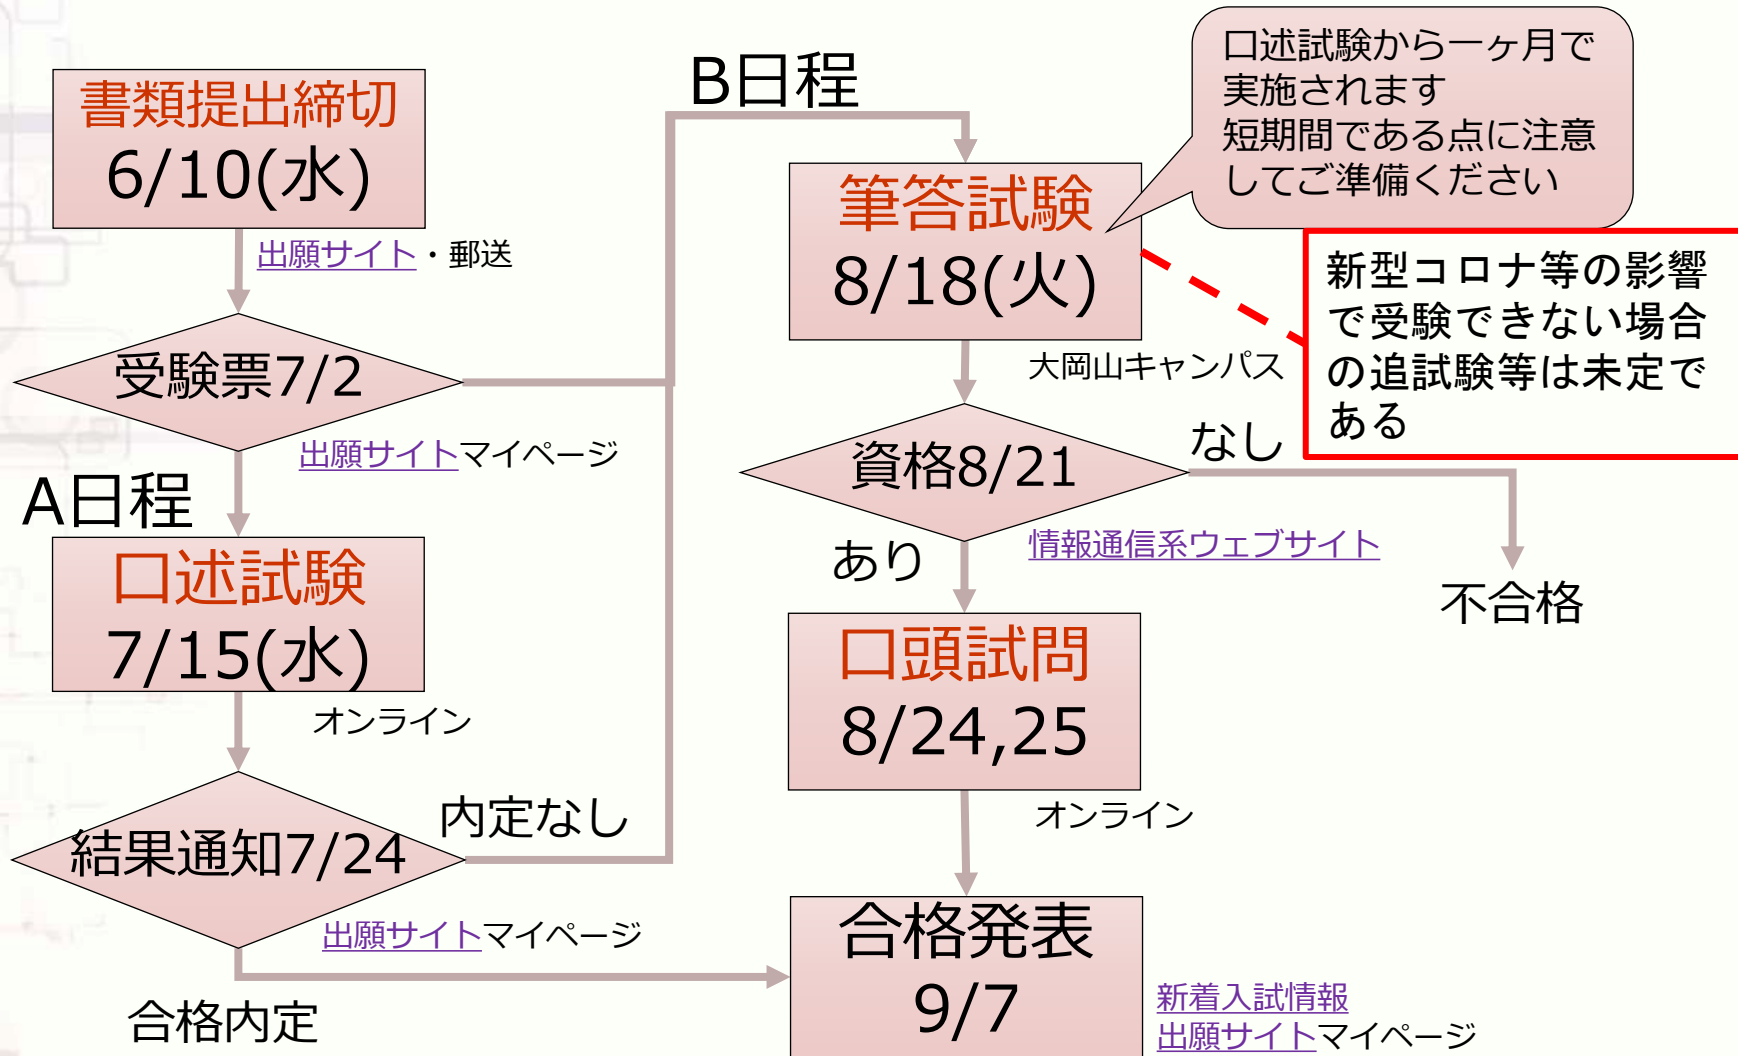 書類提出締切
6/10(水)
出願サイト・郵送
受験票7/2
出願サイトマイページ
A日程
口述試験
7/15(水)
オンライン
結果通知7/24
内定なし
出願サイトマイページ
合格内定
B日程
筆答試験
8/18(火)
大岡山キャンパス
口述試験から一ヶ月で
実施されます
短期間である点に注意
してご準備ください
新型コロナ等の影響
で受験できない場合
の追試験等は未定で
ある
資格8/21
なし
情報通信系ウェブサイト
不合格
あり
口頭試問
8/24,25
オンライン
合格発表
9/7
新着入試情報
出願サイトマイページ